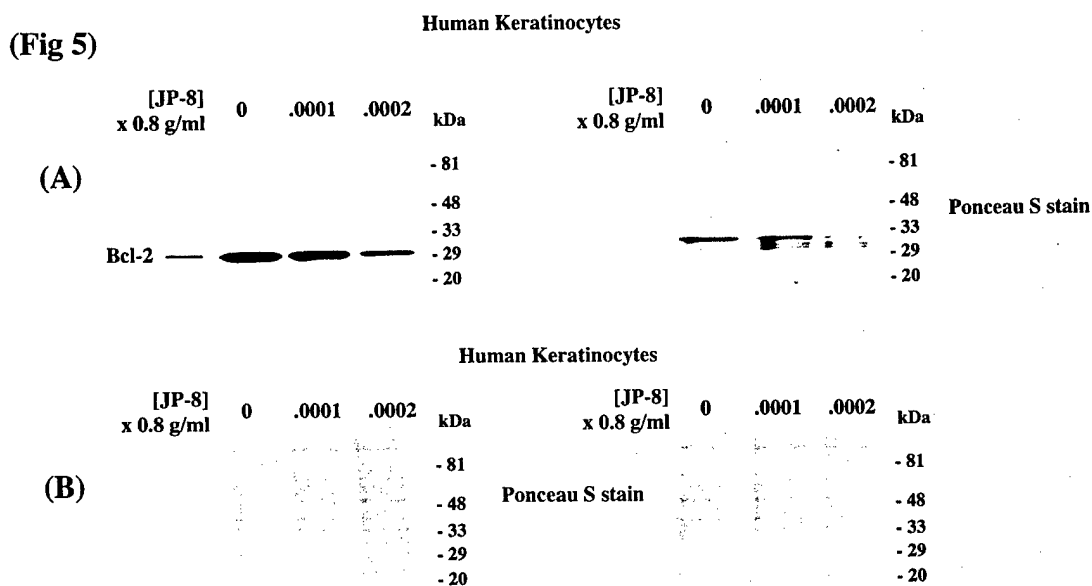 Human Keratinocytes
(Fig 5)
[JP-8]
x 0.8 g/ml
0 .0001 .0002 kDa
- 81
- 48
- 33
- 29
- 20
(A)
Bcl-2
[JP-8]
x 0.8 g/ml
0 .0001 .0002 kDa
- 81
- 48
- 33
- 29
- 20
Ponceau S stain
Human Keratinocytes
[JP-8]
x 0.8 g/ml
0 .0001 .0002 kDa
- 81
- 48
- 33
- 29
- 20
(B)
Ponceau S stain
[JP-8]
x 0.8 g/ml
0 .0001 .0002 kDa
- 81
- 48
- 33
- 29
- 20